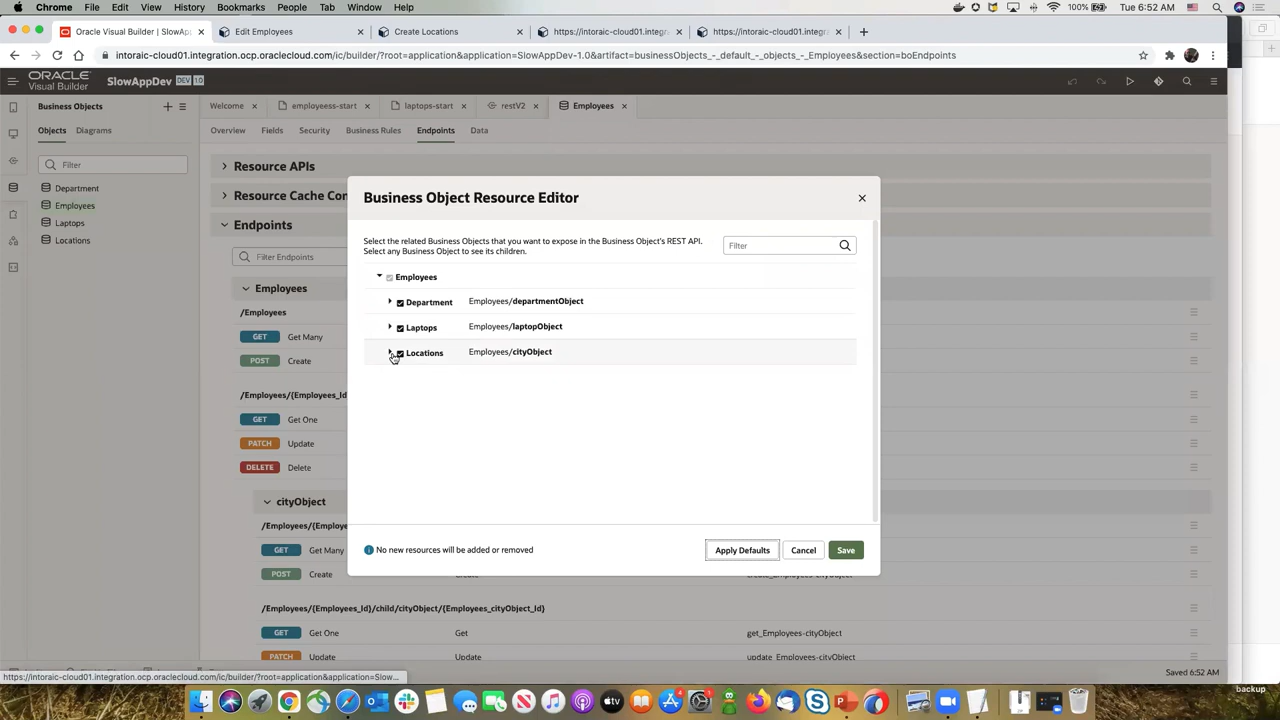 Chrome File Edit View History Bookmarks People Tab Window Help 100% Tue 6:52 AM
Oracle Visual Builder Edit Employees Create Locations https://intoraic-cloud01.integration https://intoraic-cloud01.integration
intoraic-cloud01.integration.ocp.oraclecloud.com/ic/builder/?root=application&application=SlowAppDev-1.0&artifact=businessObjects_-_default_-_objects_-_Employees&section=boEndpoints
ORACLE
Visual Builder
SlowAppDev DEV 1.0
Business Objects
Welcome employeess-start laptops-start restV2 Employees
Objects Diagrams
Overview Fields Security Business Rules Endpoints Data
Filter
Department
Employees
Laptops
Locations
Resource APIs
Resource Cache Con
Endpoints
Filter Endpoints
Employees
/Employees
GET Get Many
POST Create
/Employees/{Employees_Id
GET Get One
PATCH Update
DELETE Delete
cityObject
/Employees/{Employe
GET Get Many
POST Create Create create_Employees-cityObject
/Employees/{Employees_Id}/child/cityObject/{Employees_cityObject_Id}
GET Get One Get get_Employees-cityObject
PATCH Update Update update_Employees-cityObject
Business Object Resource Editor
Select the related Business Objects that you want to expose in the Business Object's REST API.
Select any Business Object to see its children.
Filter
Employees
Department Employees/departmentObject
Laptops Employees/laptopObject
Locations Employees/cityObject
No new resources will be added or removed
Apply Defaults Cancel Save
https://intoraic-cloud01.integration.ocp.oraclecloud.com/ic/builder/?root=application&application=Slow...
Saved 6:52 AM
backup